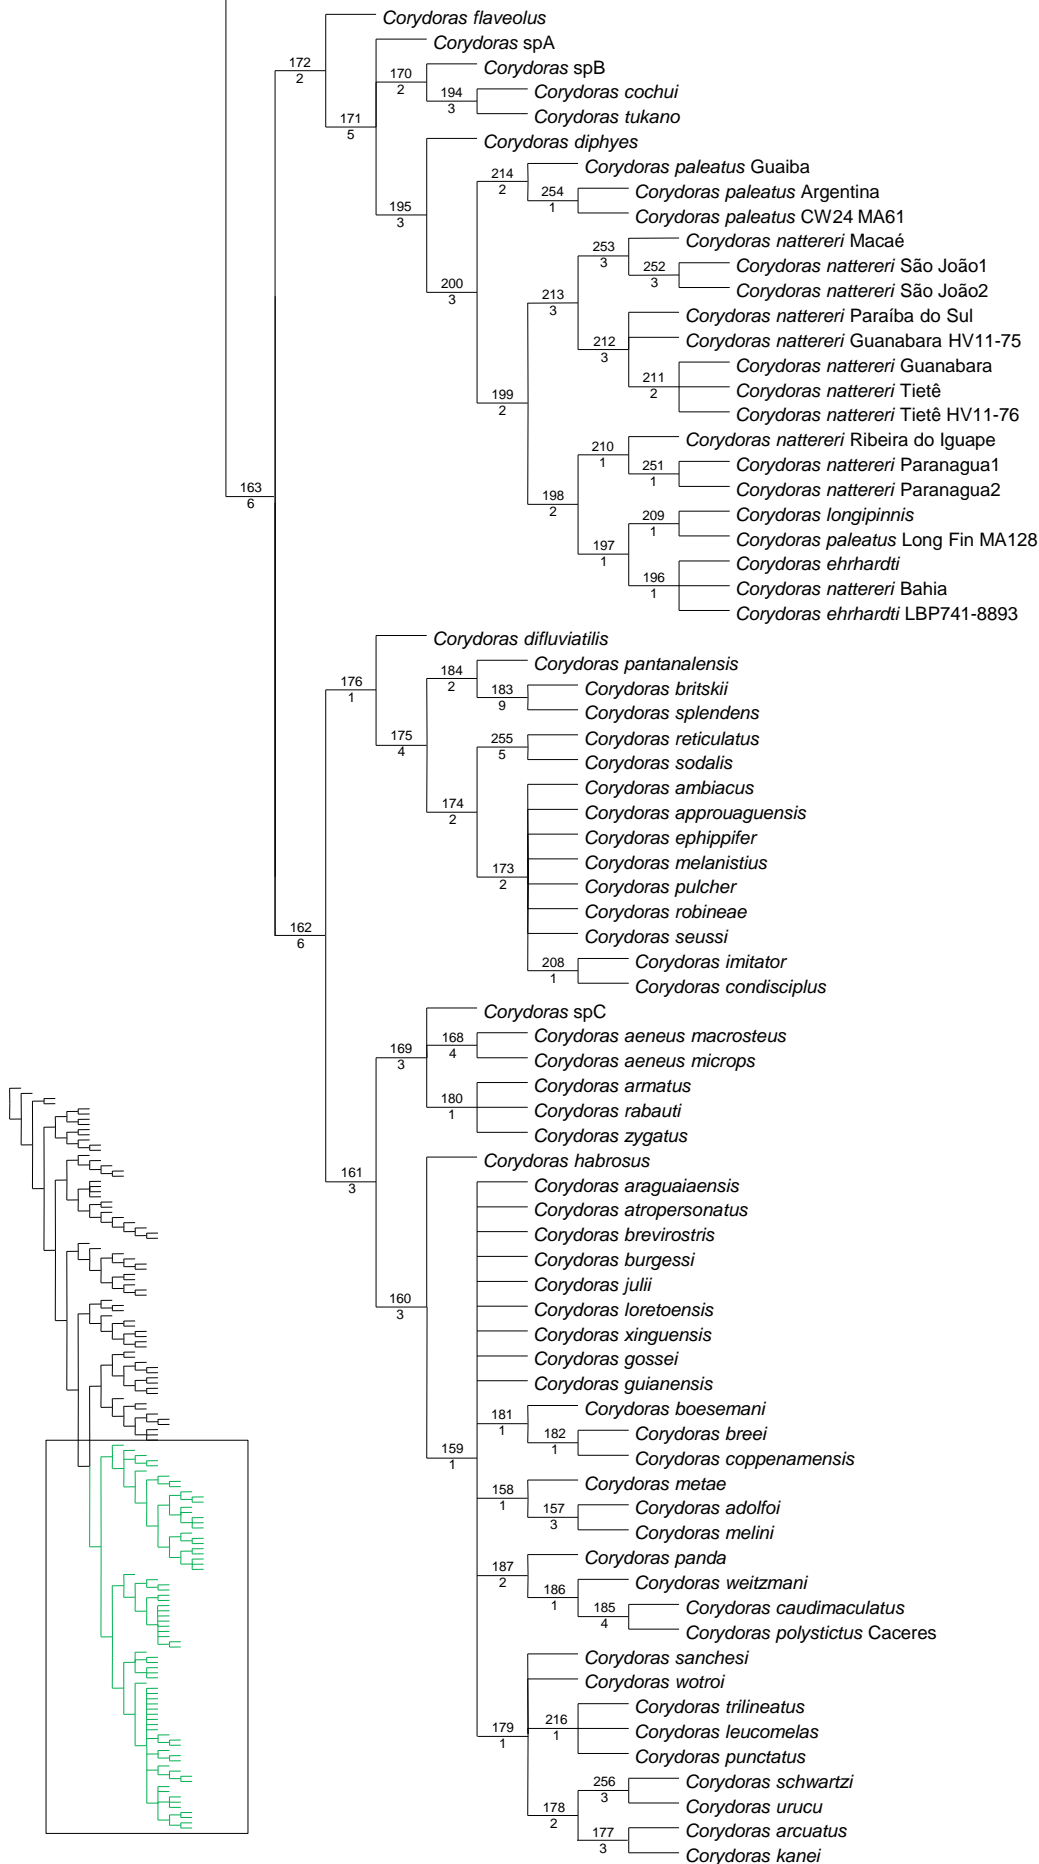 Corydoras flaveolus
Corydoras spA
172
2
Corydoras spB
170
2
Corydoras cochui
194
3
Corydoras tukano
171
5
Corydoras diphyes
Corydoras paleatus Guaiba
214
2
Corydoras paleatus Argentina
254
1
Corydoras paleatus CW24 MA61
195
3
Corydoras nattereri Macaé
253
3
Corydoras nattereri São João1
252
3
Corydoras nattereri São João2
200
3
213
3
Corydoras nattereri Paraíba do Sul
Corydoras nattereri Guanabara HV11-75
212
3
Corydoras nattereri Guanabara
Corydoras nattereri Tietê
211
2
Corydoras nattereri Tietê HV11-76
199
2
Corydoras nattereri Ribeira do Iguape
210
1
Corydoras nattereri Paranagua1
251
1
Corydoras nattereri Paranagua2
163
6
198
2
Corydoras longipinnis
209
1
Corydoras paleatus Long Fin MA128
197
1
Corydoras ehrhardti
Corydoras nattereri Bahia
196
1
Corydoras ehrhardti LBP741-8893
Corydoras difluviatilis
Corydoras pantanalensis
184
2
Corydoras britskii
176
1
183
9
Corydoras splendens
175
4
Corydoras reticulatus
255
5
Corydoras sodalis
Corydoras ambiacus
174
2
Corydoras approuaguensis
Corydoras ephippifer
Corydoras melanistius
173
2
Corydoras pulcher
Corydoras robineae
162
6
Corydoras seussi
Corydoras imitator
208
1
Corydoras condisciplus
Corydoras spC
Corydoras aeneus macrosteus
168
4
169
3
Corydoras aeneus microps
Corydoras armatus
180
1
Corydoras rabauti
Corydoras zygatus
Corydoras habrosus
161
3
Corydoras araguaiaensis
Corydoras atropersonatus
Corydoras brevirostris
Corydoras burgessi
Corydoras julii
160
3
Corydoras loretoensis
Corydoras xinguensis
Corydoras gossei
Corydoras guianensis
Corydoras boesemani
181
1
Corydoras breei
182
1
Corydoras coppenamensis
159
1
Corydoras metae
158
1
Corydoras adolfoi
157
3
Corydoras melini
Corydoras panda
187
2
Corydoras weitzmani
186
1
Corydoras caudimaculatus
185
4
Corydoras polystictus Caceres
Corydoras sanchesi
Corydoras wotroi
Corydoras trilineatus
179
1
216
1
Corydoras leucomelas
Corydoras punctatus
Corydoras schwartzi
256
3
Corydoras urucu
178
2
Corydoras arcuatus
177
3
Corydoras kanei